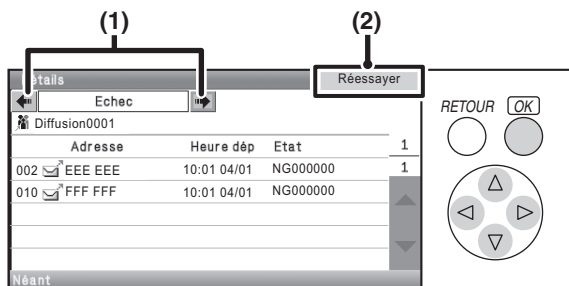 (1) (2)
Détails Réessayer
Echec
Diffusion0001
Adresse Heure dép Etat 1
002 EEE EEE 10:01 04/01 NG000000 1
010 FFF FFF 10:01 04/01 NG000000
Néant
RETOUR OK